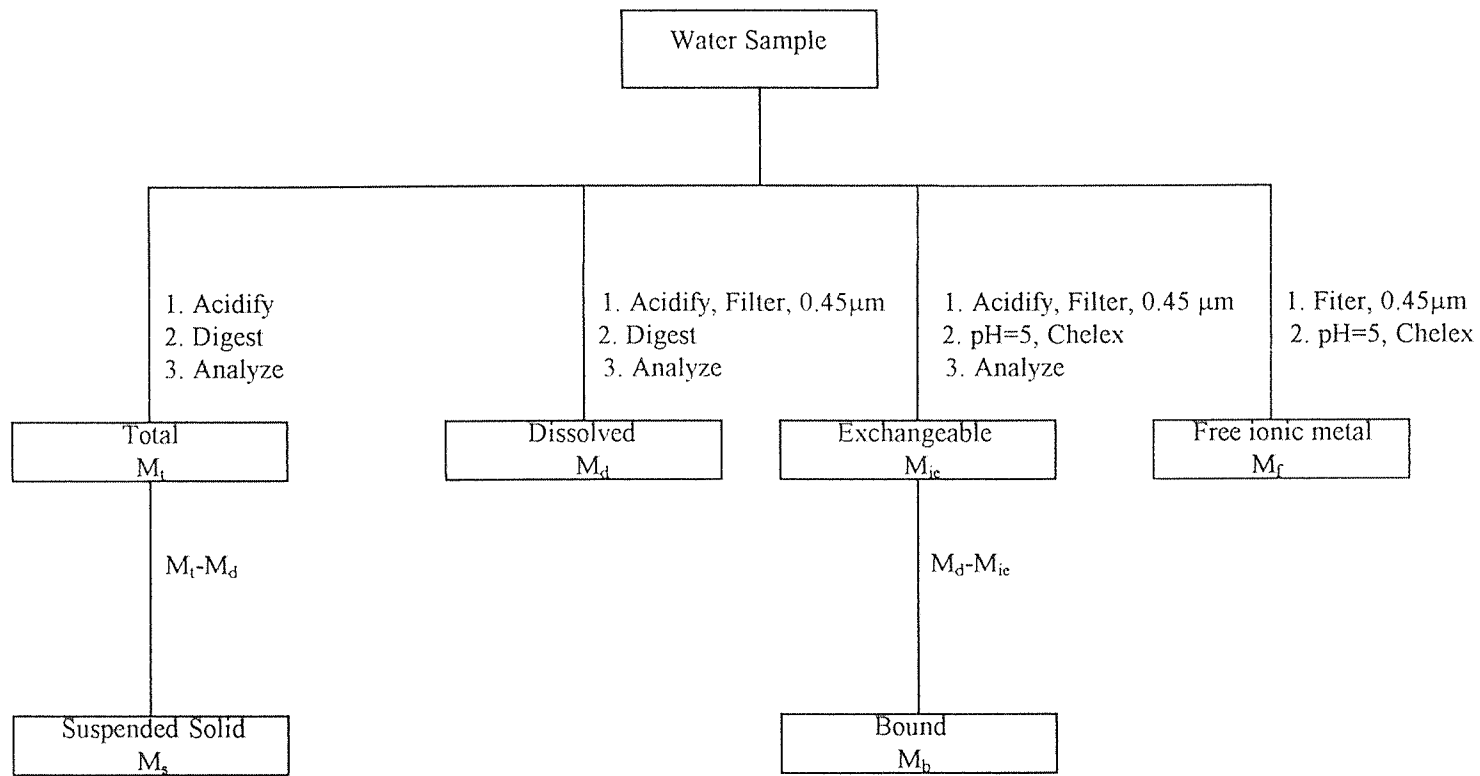 Water Sample
1. Acidify
2. Digest
3. Analyze
1. Acidify, Filter, 0.45μm
2. Digest
3. Analyze
1. Acidify, Filter, 0.45 μm
2. pH=5, Chelex
3. Analyze
1. Fiter, 0.45μm
2. pH=5, Chelex
Total
Mt
Dissolved
Md
Exchangeable
Mie
Free ionic metal
Mf
Mt-Md
Md-Mie
Suspended Solid
Ms
Bound
Mb